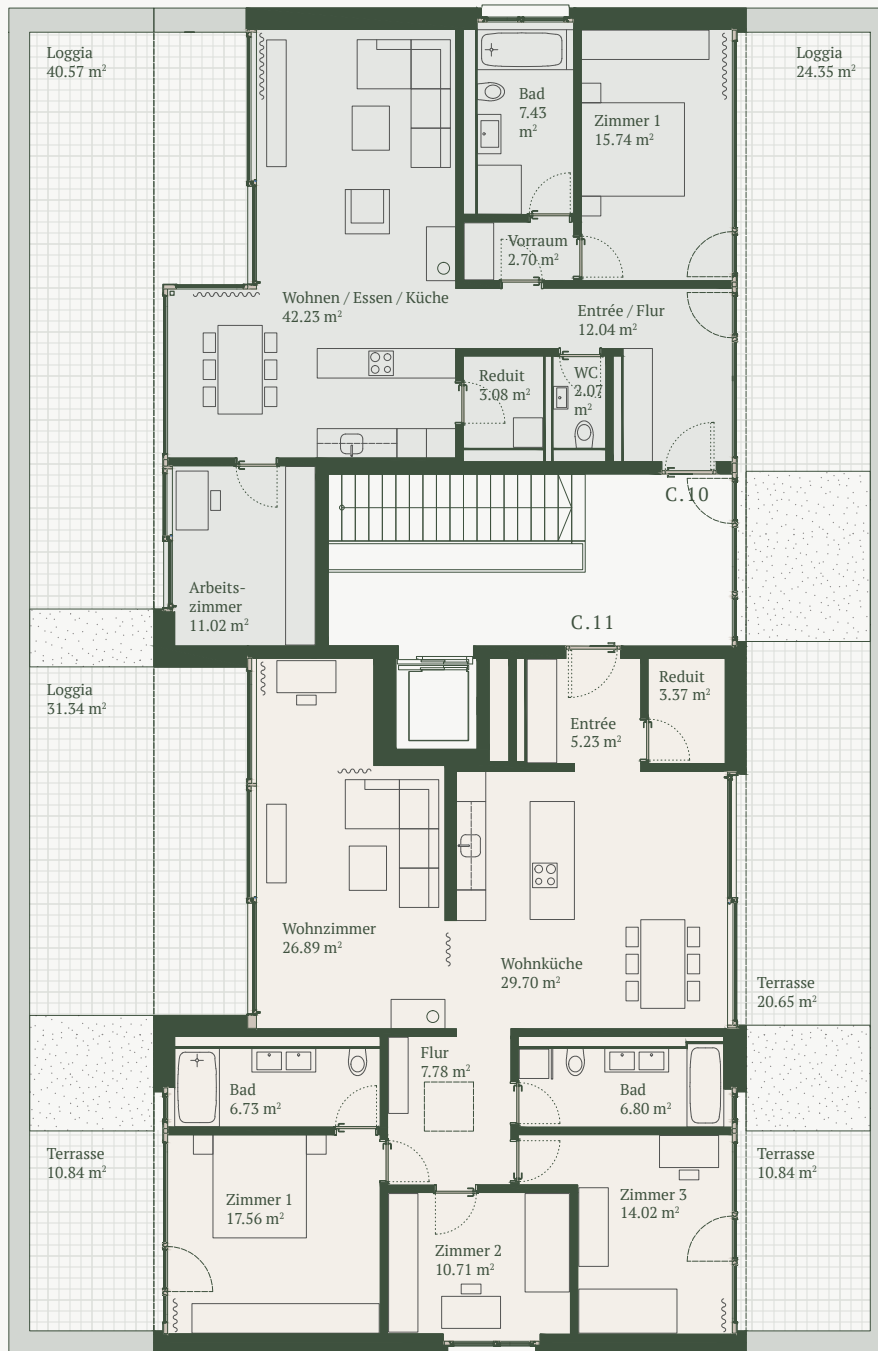 Loggia
40.57 m²
Loggia
24.35 m²
Bad
7.43
m²
Zimmer 1
15.74 m²
Vorraum
2.70 m²
Wohnen / Essen / Küche
42.23 m²
Entrée / Flur
12.04 m²
Reduit
3.08 m²
WC
2.07
m²
C.10
Arbeits-
zimmer
11.02 m²
C.11
Loggia
31.34 m²
Reduit
3.37 m²
Entrée
5.23 m²
Wohnzimmer
26.89 m²
Wohnküche
29.70 m²
Terrasse
20.65 m²
Flur
7.78 m²
Bad
6.73 m²
Bad
6.80 m²
Terrasse
10.84 m²
Terrasse
10.84 m²
Zimmer 1
17.56 m²
Zimmer 3
14.02 m²
Zimmer 2
10.71 m²